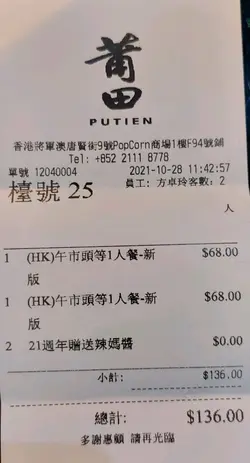 莆田
PUTIEN
香港將軍澳唐賢街9號PopCorn商場1樓F94號舖
Tel: +852 2111 8778
單號 12040004 2021-10-28 11:42:57
檯號 25 員工: 方卓玲客數: 2
人
1 (HK)午市頭等1人餐-新 $68.00
版
1 (HK)午市頭等1人餐-新 $68.00
版
2 21週年贈送辣媽醬 $0.00
小計: $136.00
總計: $136.00
多謝惠顧 請再光臨